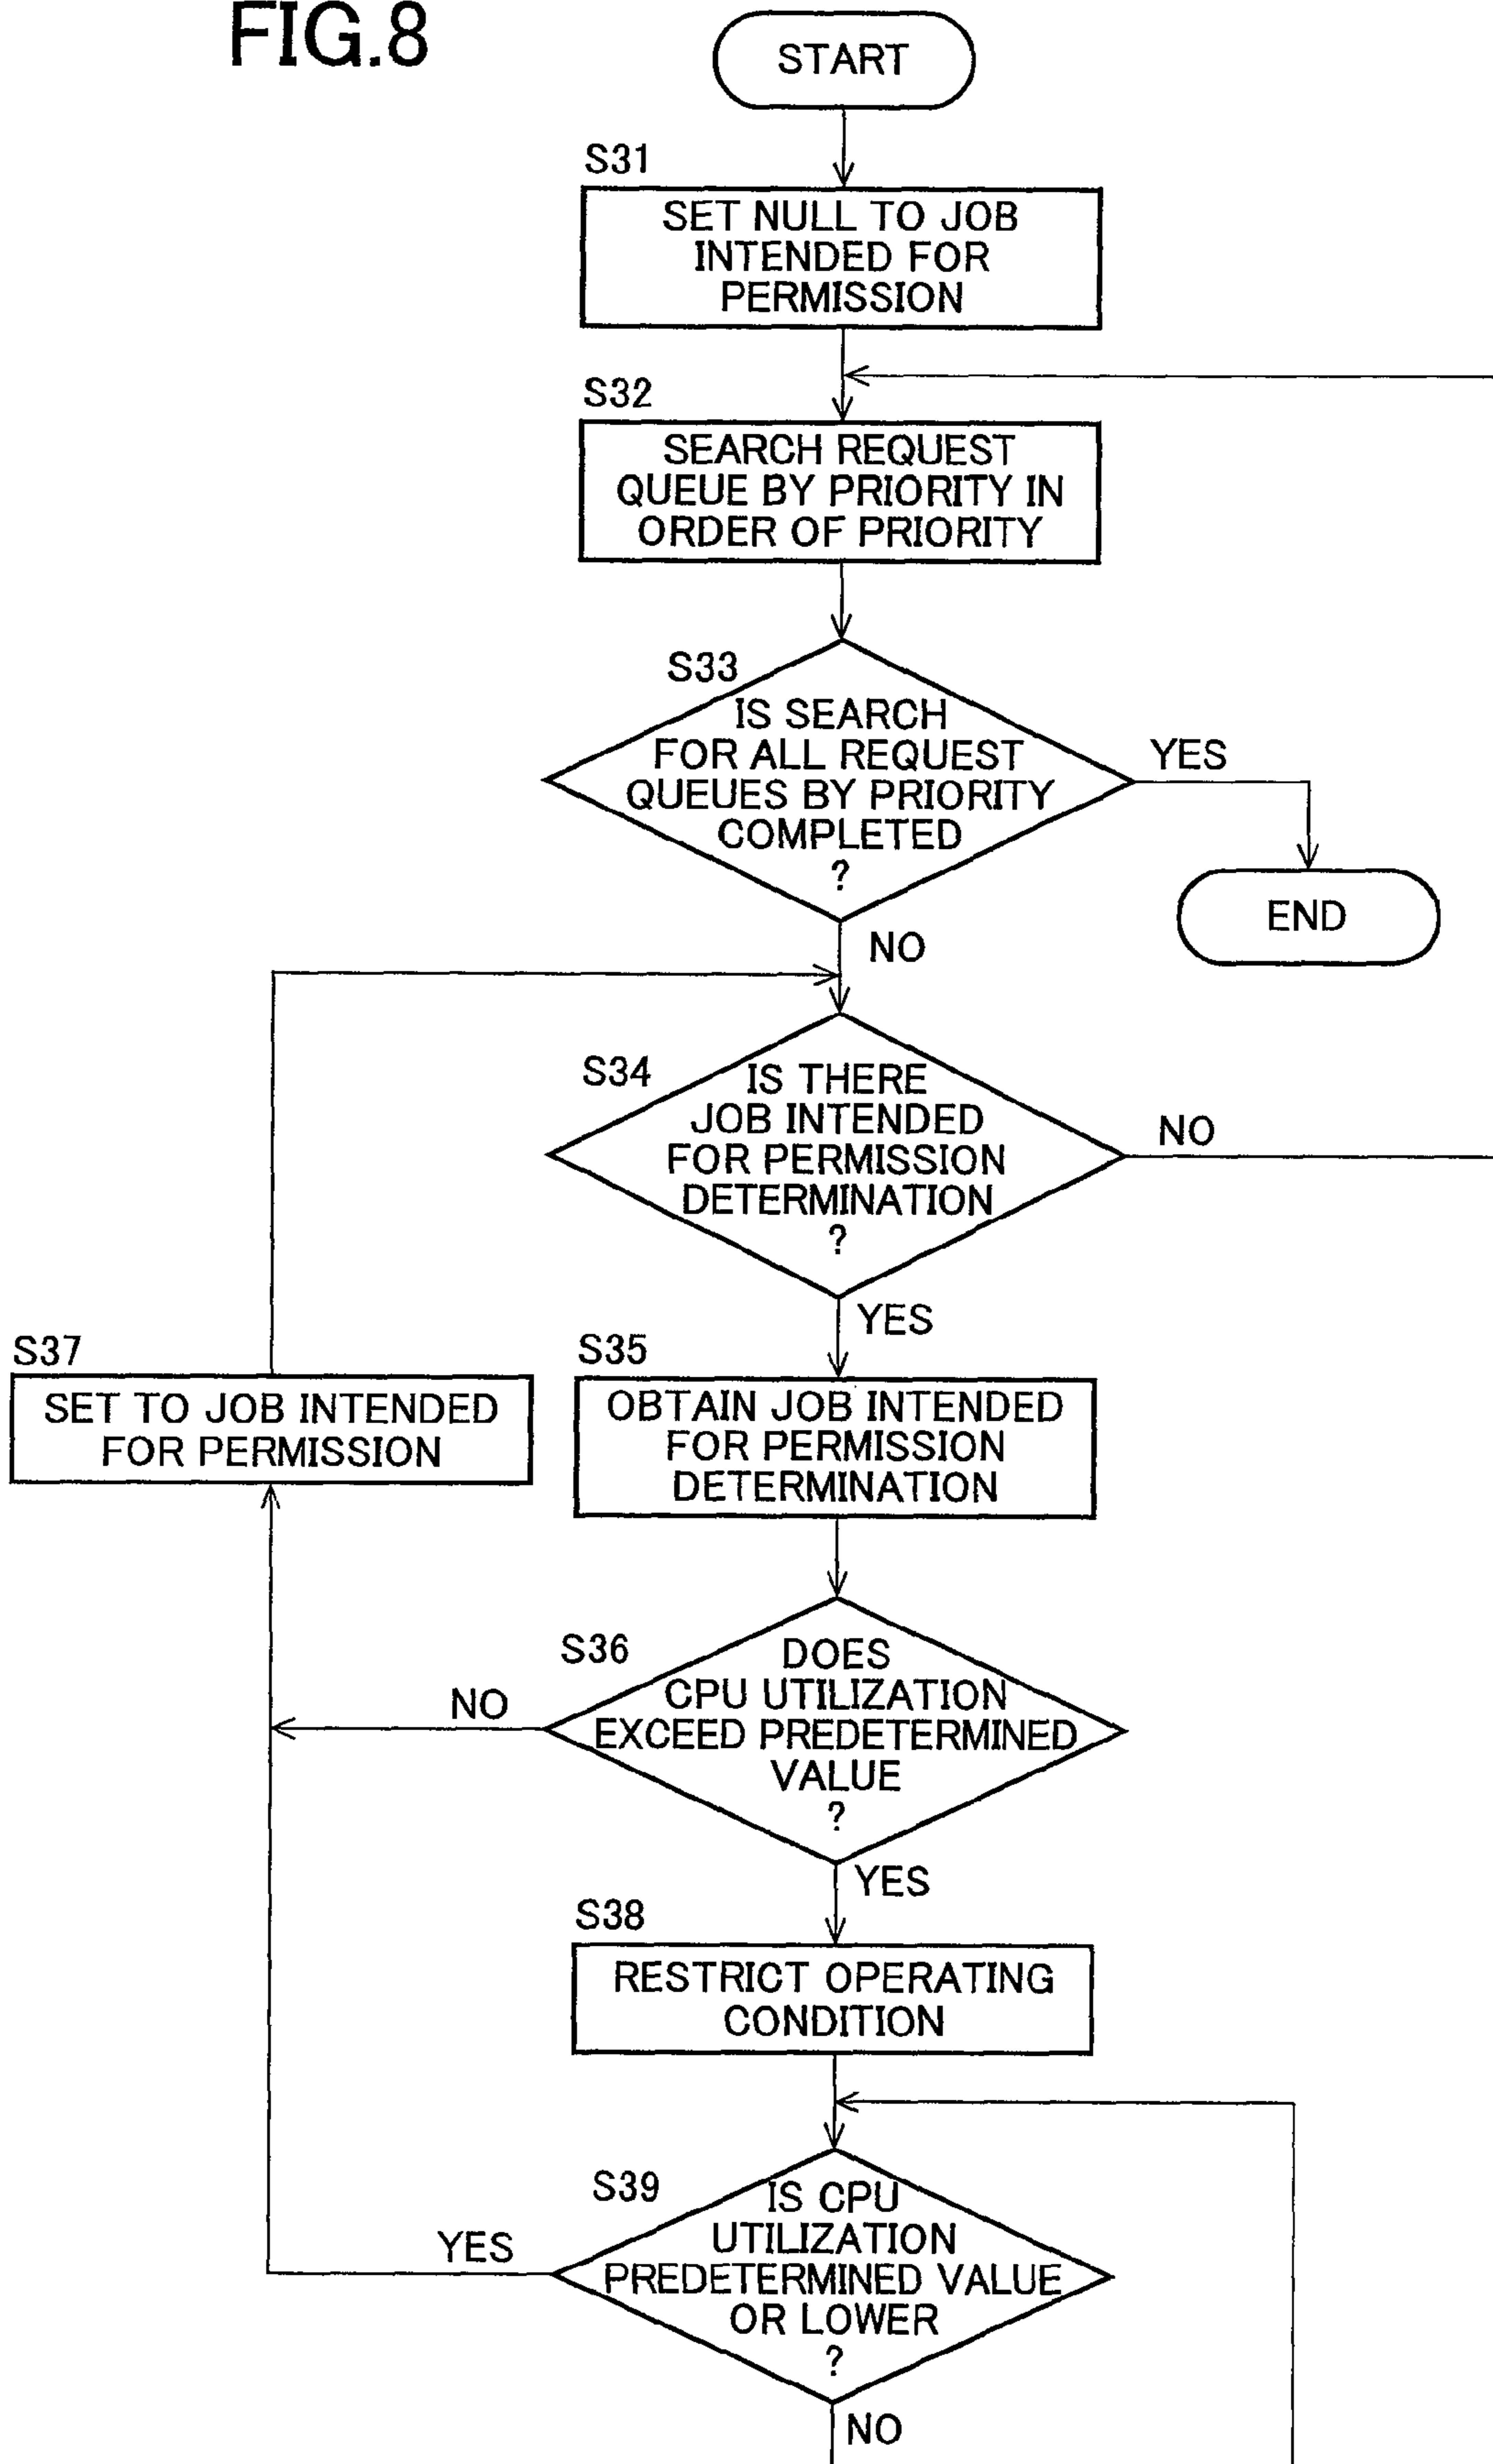 FIG.8
START
S31
SET NULL TO JOB
INTENDED FOR
PERMISSION
S32
SEARCH REQUEST
QUEUE BY PRIORITY IN
ORDER OF PRIORITY
S33
IS SEARCH
FOR ALL REQUEST
QUEUES BY PRIORITY
COMPLETED
?
YES
END
NO
S34
IS THERE
JOB INTENDED
FOR PERMISSION
DETERMINATION
?
NO
YES
S37
SET TO JOB INTENDED
FOR PERMISSION
S35
OBTAIN JOB INTENDED
FOR PERMISSION
DETERMINATION
S36
DOES
CPU UTILIZATION
EXCEED PREDETERMINED
VALUE
?
NO
YES
S38
RESTRICT OPERATING
CONDITION
S39
IS CPU
UTILIZATION
PREDETERMINED VALUE
OR LOWER
?
YES
NO